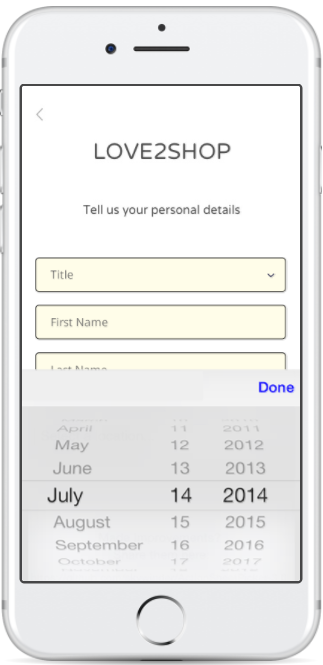 LOVE2SHOP
Tell us your personal details
Title
First Name
Last Name
Done
April 11 2011
May 12 2012
June 13 2013
July 14 2014
August 15 2015
September 16 2016
October 17 2017